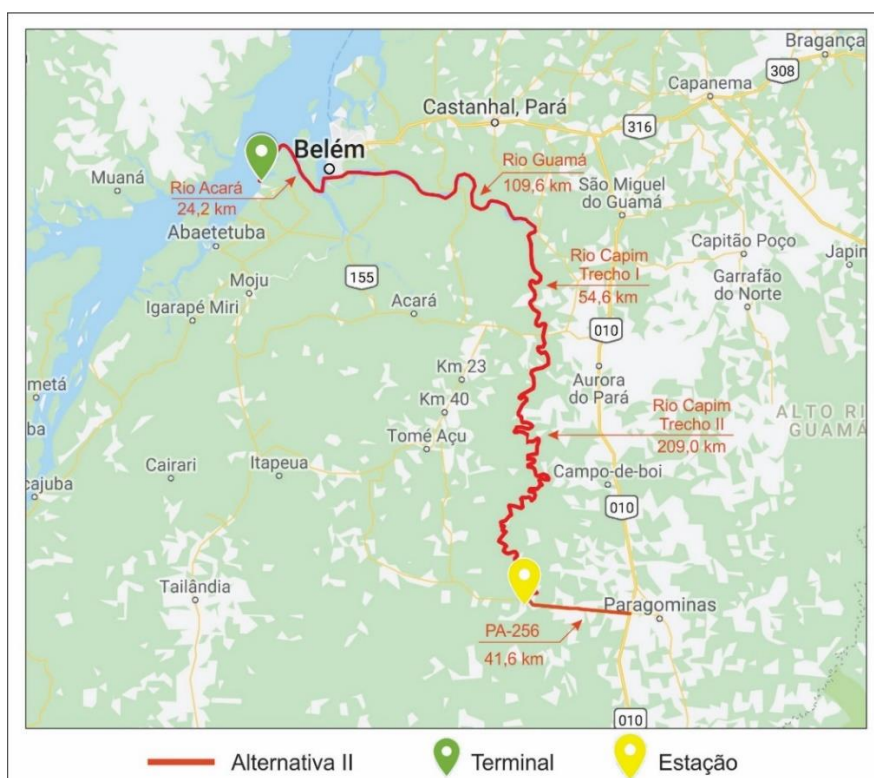 Bragança
308
Capanema
Castanhal, Pará
316
Belém
Rio Guamá
109,6 km
Muaná
Rio Acará
24,2 km
São Miguel
do Guamá
Abaetetuba
Capitão Poço
Japin
Rio Capim
Trecho I
54,6 km
Moju
155
Garrafão
do Norte
Igarapé Miri
Acará
010
Km 23
Aurora
do Pará
metá
Km 40
Rio Capim
Trecho II
209,0 km
ALTO RI
GUAMÁ
ba
Tomé Açu
Cairari
Itapeua
Campo-de-boi
cajuba
010
Tailândia
Paragominas
PA-256
41,6 km
010
Alternativa II
Terminal
Estação